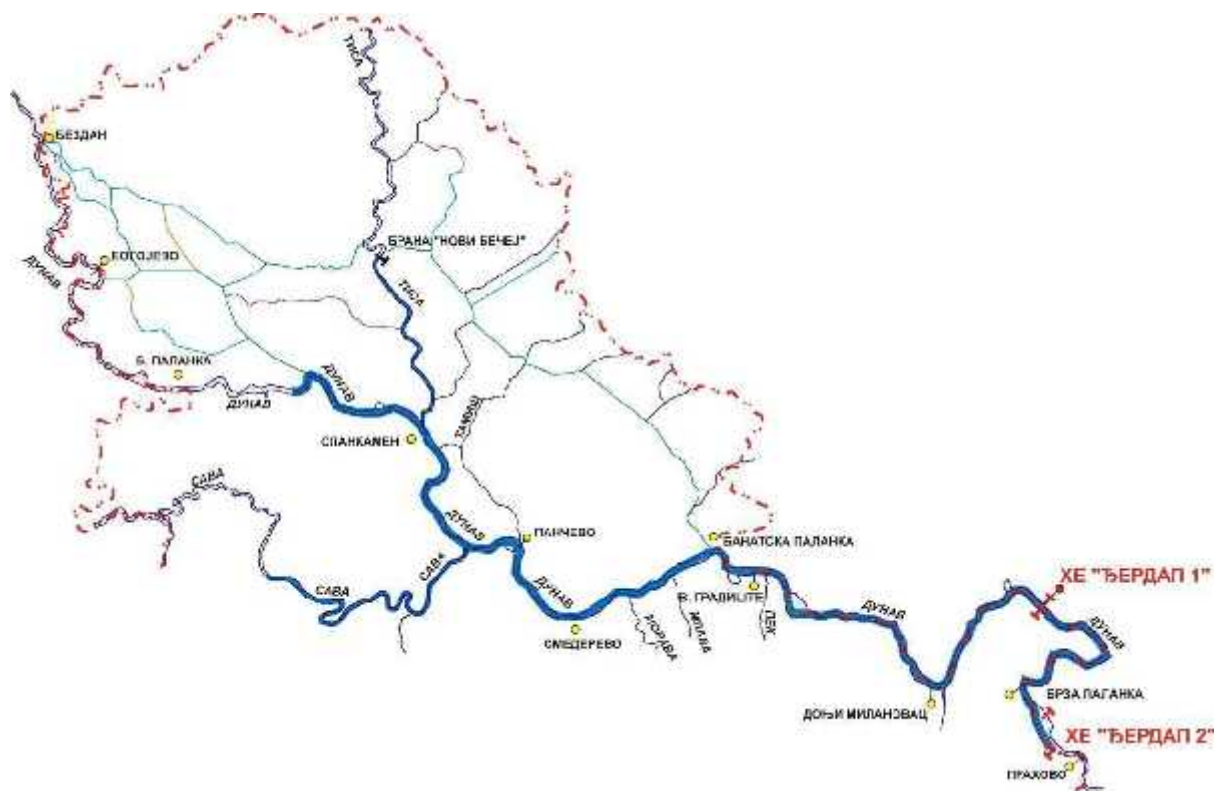 ТИСА
БЕЗДАН
БРАНА "НОВИ БЕЧЕЈ"
БОГОЈЕВО
ДУНАВ
ТИСА
Б. ПАЛАНКА
ДУНАВ
ДУНАВ
ТАМИШ
СЛАНКАМЕН
САВА
ДУНАВ
ПАНЧЕВО
БАНАТСКА ПАЛАНКА
САВА
САВА
ДУНАВ
В. ГРАДИШТЕ
ПЕК
МЛАВА
МОРАВА
СМЕДЕРЕВО
ДУНАВ
ХЕ "ЂЕРДАП 1"
ДУНАВ
БРЗА ПАЛАНКА
ДОЊИ МИЛАНОВАЦ
ХЕ "ЂЕРДАП 2"
ПРАХОВО